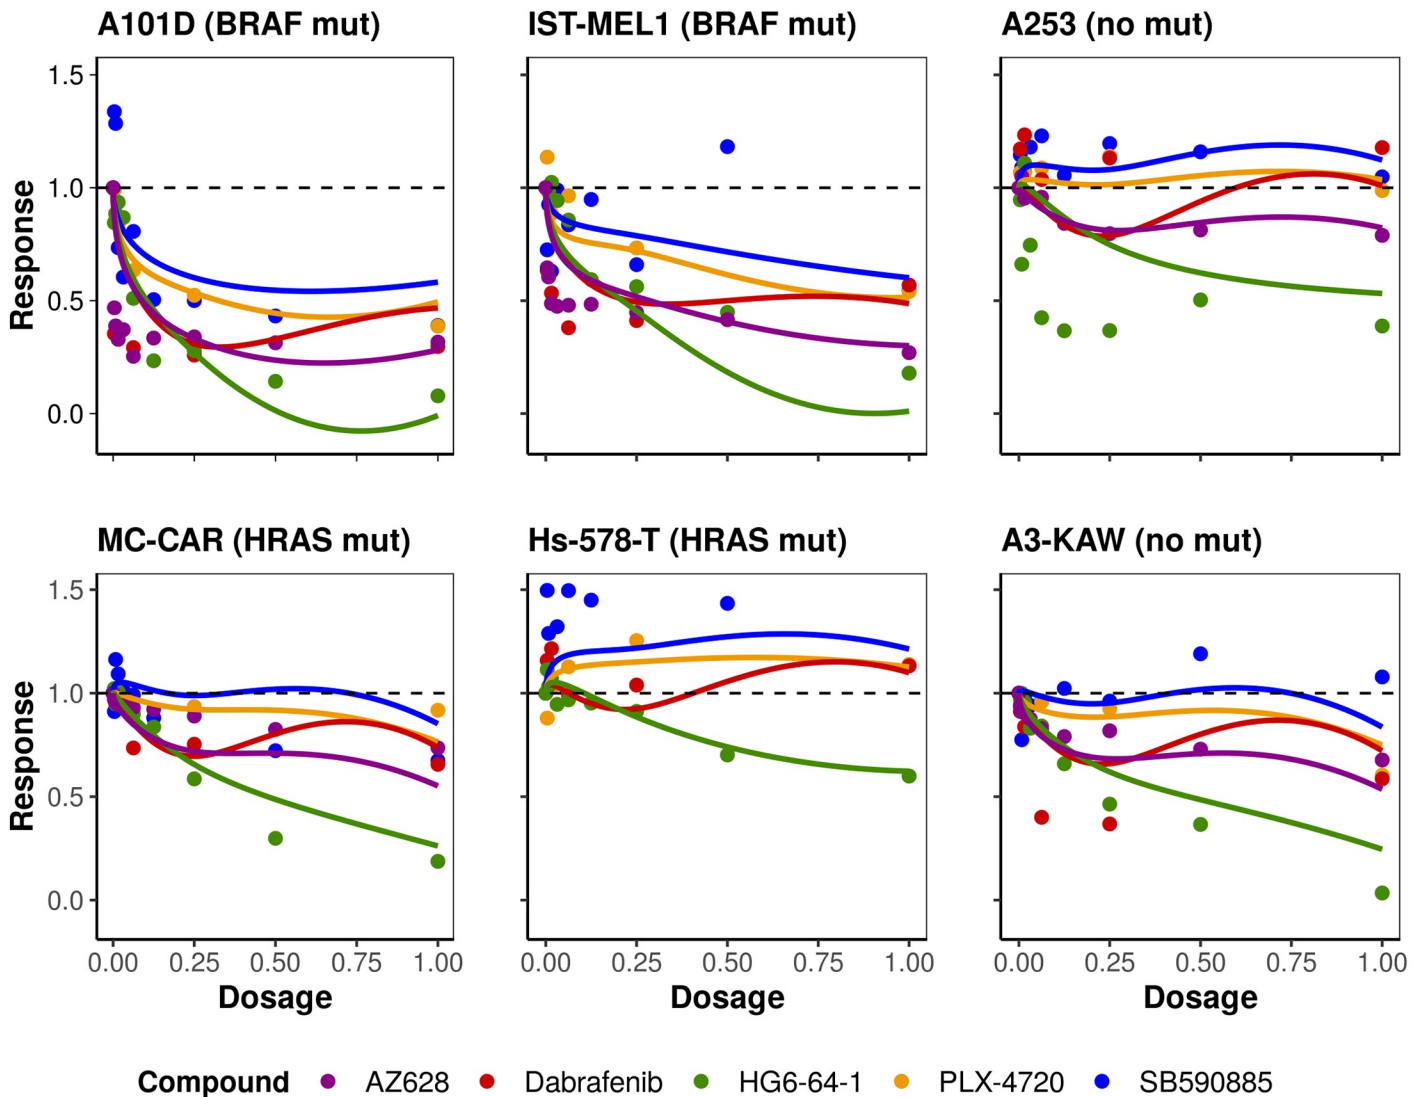 A101D (BRAF mut) IST-MEL1 (BRAF mut) A253 (no mut)
1.5
1.0
0.5
0.0
Response
MC-CAR (HRAS mut) Hs-578-T (HRAS mut) A3-KAW (no mut)
1.5
1.0
0.5
0.0
Response
0.00 0.25 0.50 0.75 1.00 0.00 0.25 0.50 0.75 1.00 0.00 0.25 0.50 0.75 1.00
Dosage Dosage Dosage
Compound AZ628 Dabrafenib HG6-64-1 PLX-4720 SB590885